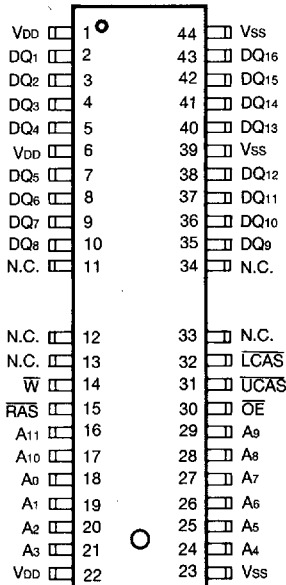 VDD 1 44 VSS
DQ1 2 43 DQ16
DQ2 3 42 DQ15
DQ3 4 41 DQ14
DQ4 5 40 DQ13
VDD 6 39 VSS
DQ5 7 38 DQ12
DQ6 8 37 DQ11
DQ7 9 36 DQ10
DQ8 10 35 DQ9
N.C. 11 34 N.C.
N.C. 12 33 N.C.
N.C. 13 32 L̅C̅A̅S̅
W̅ 14 31 U̅C̅A̅S̅
R̅A̅S̅ 15 30 O̅E̅
A11 16 29 A9
A10 17 28 A8
A0 18 27 A7
A1 19 26 A6
A2 20 25 A5
A3 21 24 A4
VDD 22 23 VSS